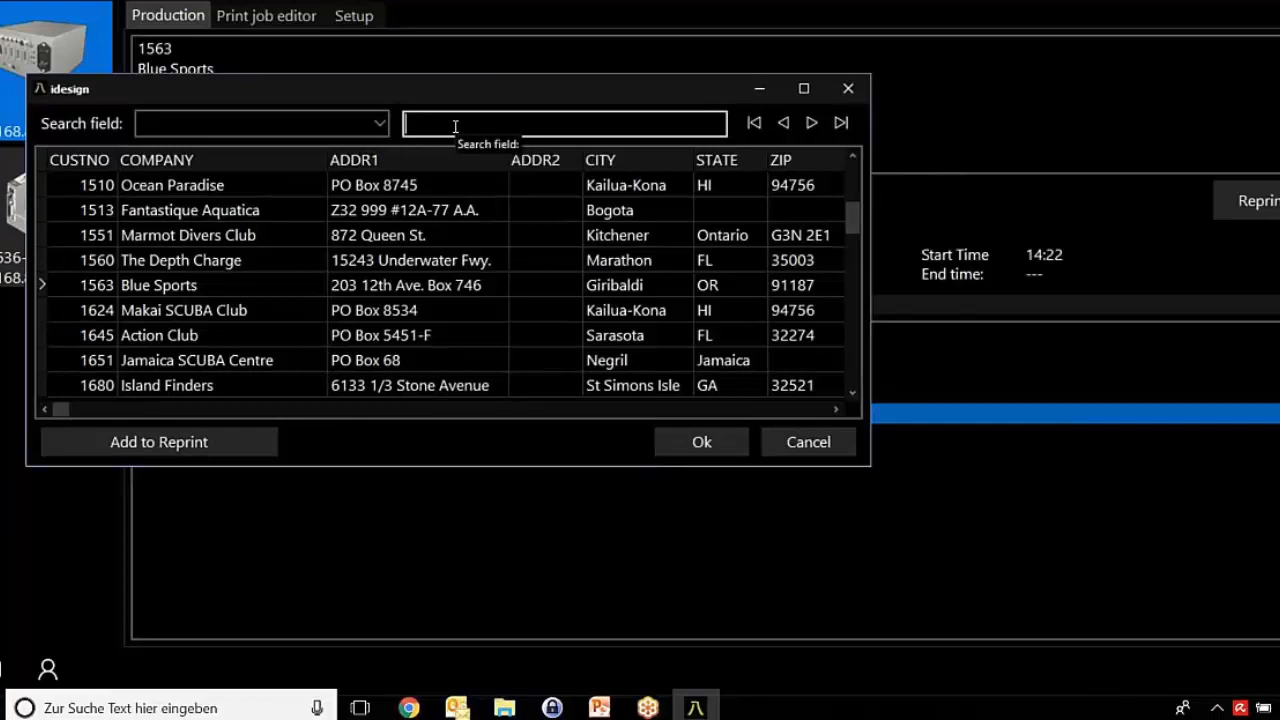 Production Print job editor Setup
1563
Blue Sports
idesign
Search field:
Search field:
CUSTNO COMPANY ADDR1 ADDR2 CITY STATE ZIP
1510 Ocean Paradise PO Box 8745 Kailua-Kona HI 94756
1513 Fantastique Aquatica Z32 999 #12A-77 A.A. Bogota
1551 Marmot Divers Club 872 Queen St. Kitchener Ontario G3N 2E1
1560 The Depth Charge 15243 Underwater Fwy. Marathon FL 35003
1563 Blue Sports 203 12th Ave. Box 746 Giribaldi OR 91187
1624 Makai SCUBA Club PO Box 8534 Kailua-Kona HI 94756
1645 Action Club PO Box 5451-F Sarasota FL 32274
1651 Jamaica SCUBA Centre PO Box 68 Negril Jamaica
1680 Island Finders 6133 1/3 Stone Avenue St Simons Isle GA 32521
Add to Reprint Ok Cancel
168.
636-
168.8
Reprin
Start Time 14:22
End time: ---
Zur Suche Text hier eingeben